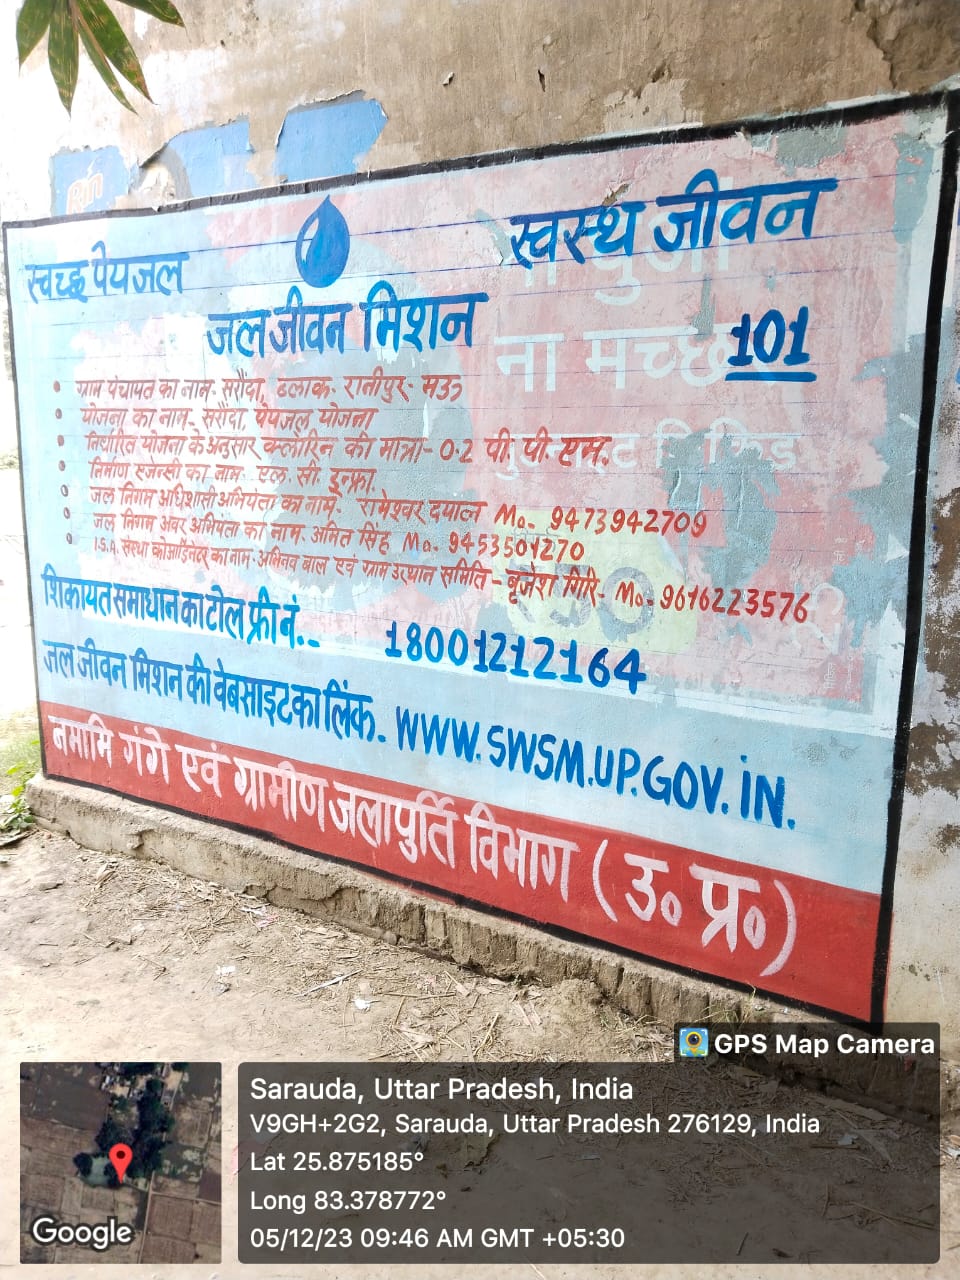 स्वच्छ पेयजल
स्वस्थ जीवन
जल जीवन मिशन
101
ग्राम पंचायत का नाम- सरौदा, ब्लाक- रानीपुर- मऊ
योजना का नाम- सरौदा, पेयजल योजना
निर्धारित योजना के अनुसार क्लोरिन की मात्रा- 0.2 पी. पी. एम.
निर्माण एजेन्सी का नाम- एल. सी. इन्फ्रा.
जल निगम अधिशासी अभियंता का नाम- रामेश्वर दयाल Mo- 9473942709
जल निगम अवर अभियंता का नाम- अमित सिंह Mo- 9453501270
I.S.A. संस्था कोआर्डिनेटर का नाम- अभिनव बाल एवं ग्राम उत्थान समिति - बृजेश गिरि- Mo- 9616223576
शिकायत समाधान का टोल फ्री नं.- 18001212164
जल जीवन मिशन की वेबसाइट का लिंक- WWW.SWSM.UP.GOV.iN.
नमामि गंगे एवं ग्रामीण जलापुर्ति विभाग (उ० प्र०)
GPS Map Camera
Sarauda, Uttar Pradesh, India
V9GH+2G2, Sarauda, Uttar Pradesh 276129, India
Lat 25.875185°
Long 83.378772°
05/12/23 09:46 AM GMT +05:30
Google